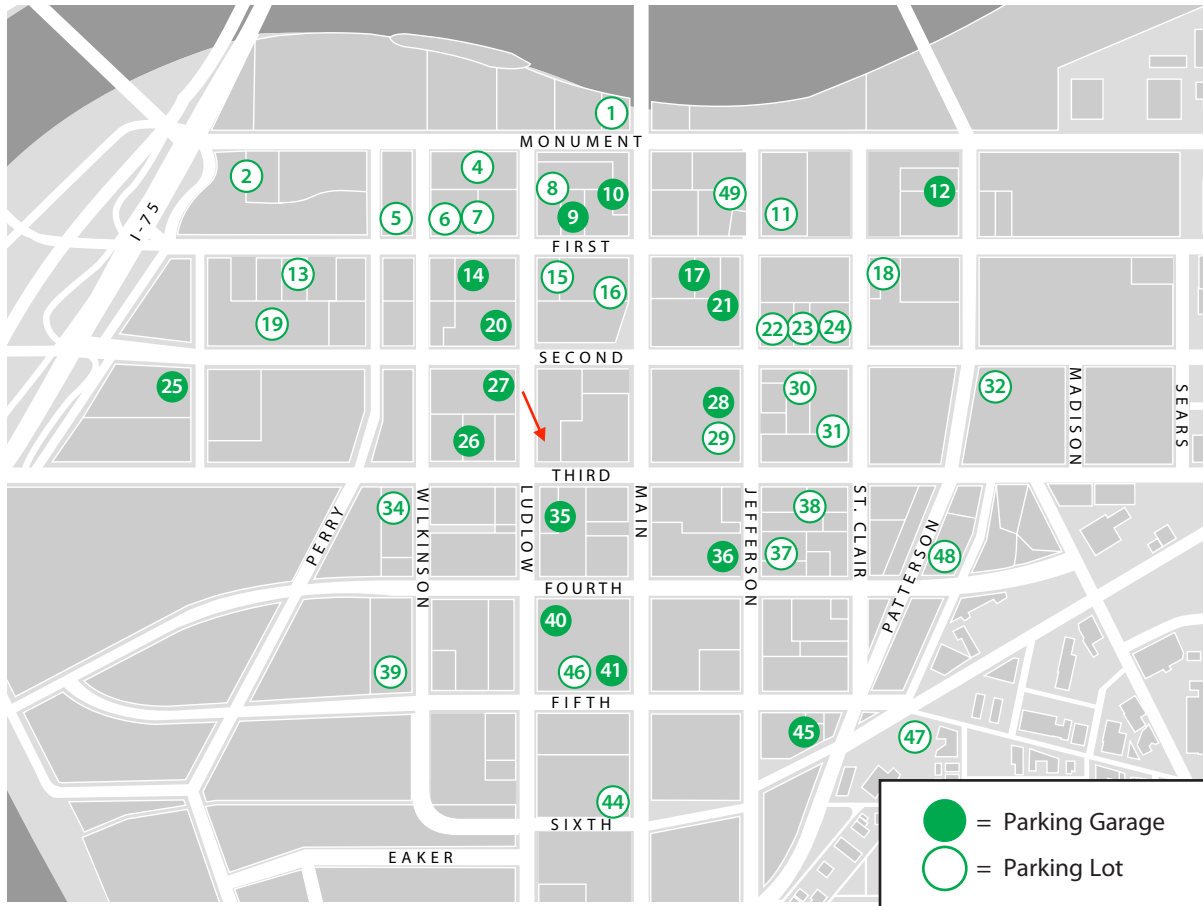 1
MONUMENT
2
4
8
10
49
12
5
6
7
9
11
I-75
FIRST
13
14
15
16
17
18
19
20
21
22
23
24
SECOND
25
27
28
30
32
MADISON
SEARS
26
29
31
THIRD
34
WILKINSON
LUDLOW
35
MAIN
JEFFERSON
38
ST. CLAIR
PERRY
36
37
PATTERSON
48
FOURTH
40
39
46
41
FIFTH
45
47
44
SIXTH
EAKER
= Parking Garage
= Parking Lot